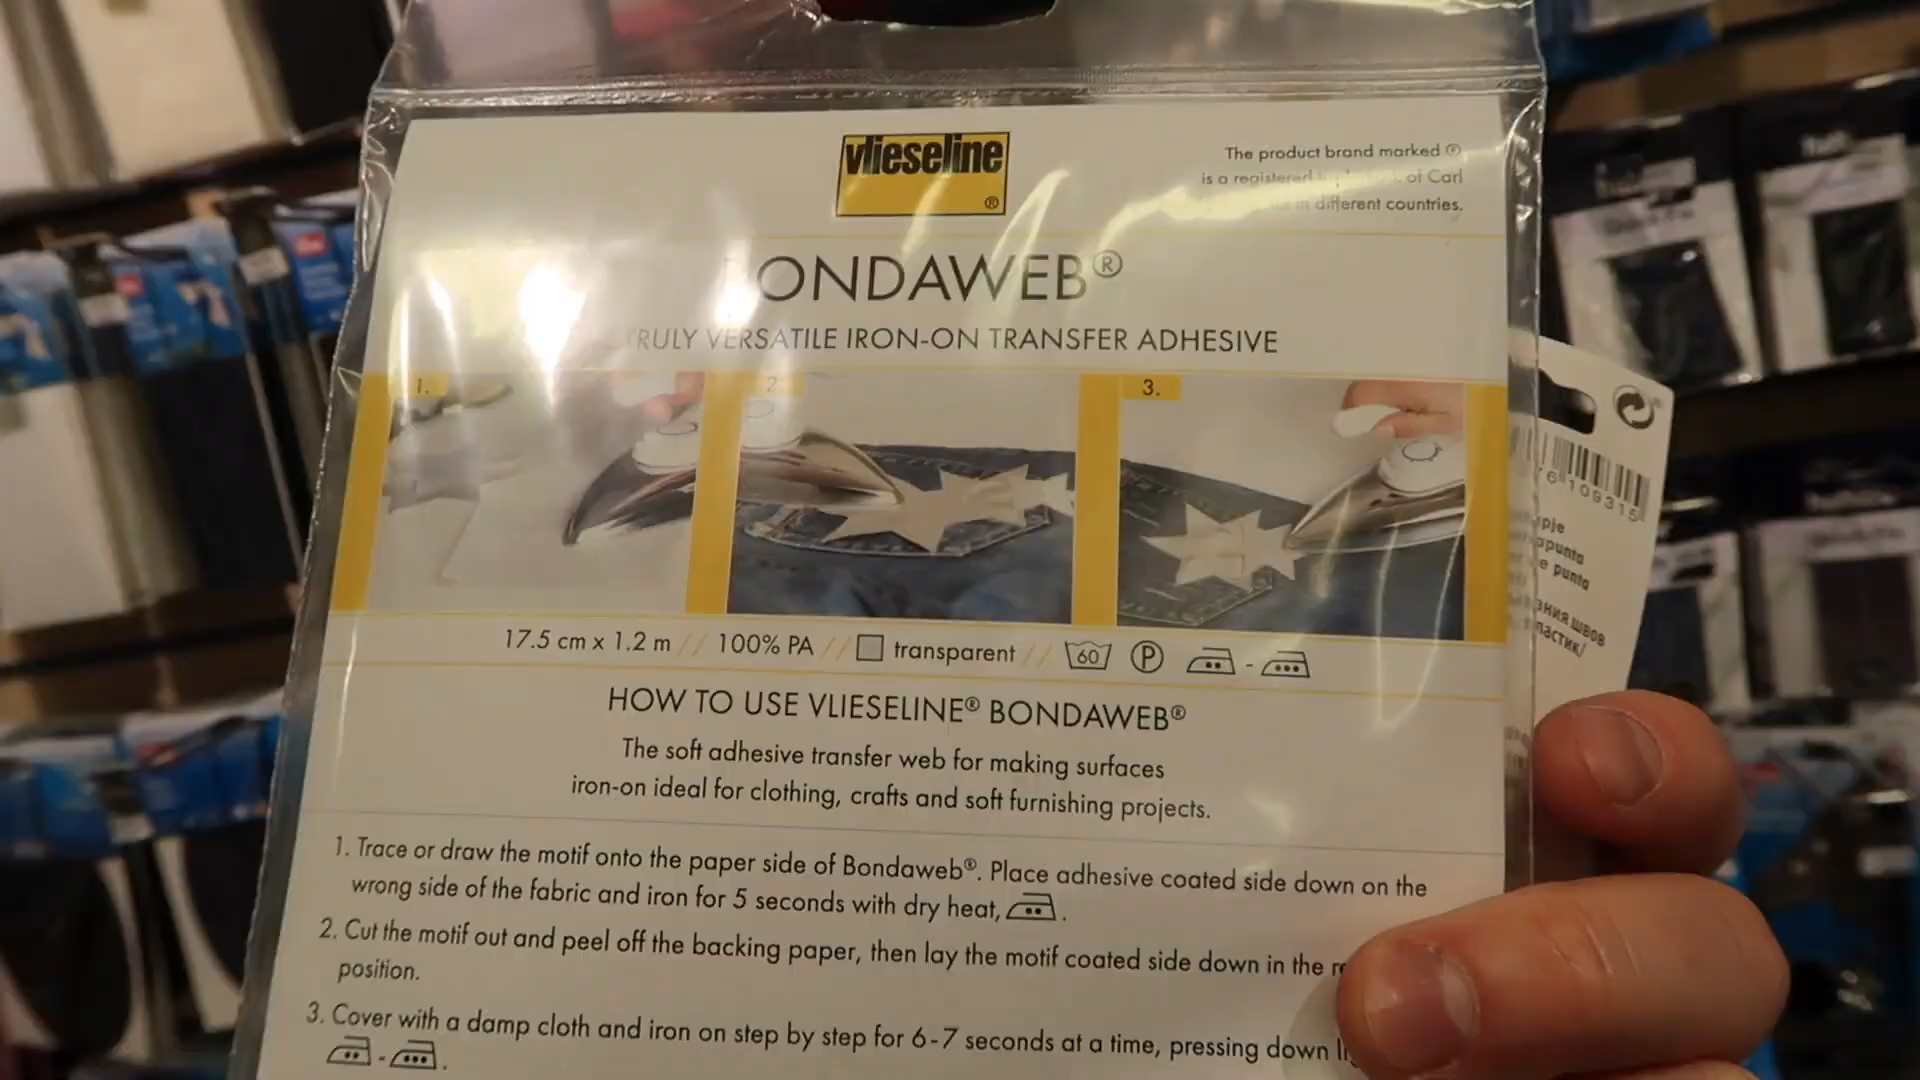 vlieseline
®
The product brand marked ®
is a registered of Carl
in different countries.
ONDAWEB®
RULY VERSATILE IRON-ON TRANSFER ADHESIVE
1.
2
3.
17.5 cm x 1.2 m // 100% PA // transparent // 60 P
HOW TO USE VLIESELINE® BONDAWEB®
The soft adhesive transfer web for making surfaces
iron-on ideal for clothing, crafts and soft furnishing projects.
1. Trace or draw the motif onto the paper side of Bondaweb®. Place adhesive coated side down on the
wrong side of the fabric and iron for 5 seconds with dry heat,
2. Cut the motif out and peel off the backing paper, then lay the motif coated side down in the
position.
3. Cover with a damp cloth and iron on step by step for 6-7 seconds at a time, pressing down
6 109315
punta